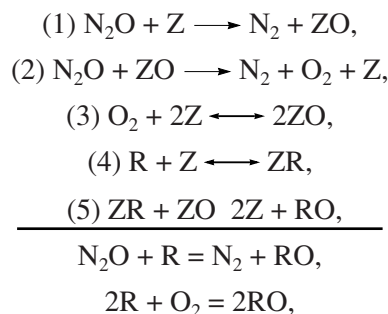 (1) N₂O + Z ⟶ N₂ + ZO,
(2) N₂O + ZO ⟶ N₂ + O₂ + Z,
(3) O₂ + 2Z ⟷ 2ZO,
(4) R + Z ⟷ ZR,
(5) ZR + ZO 2Z + RO,
N₂O + R = N₂ + RO,
2R + O₂ = 2RO,